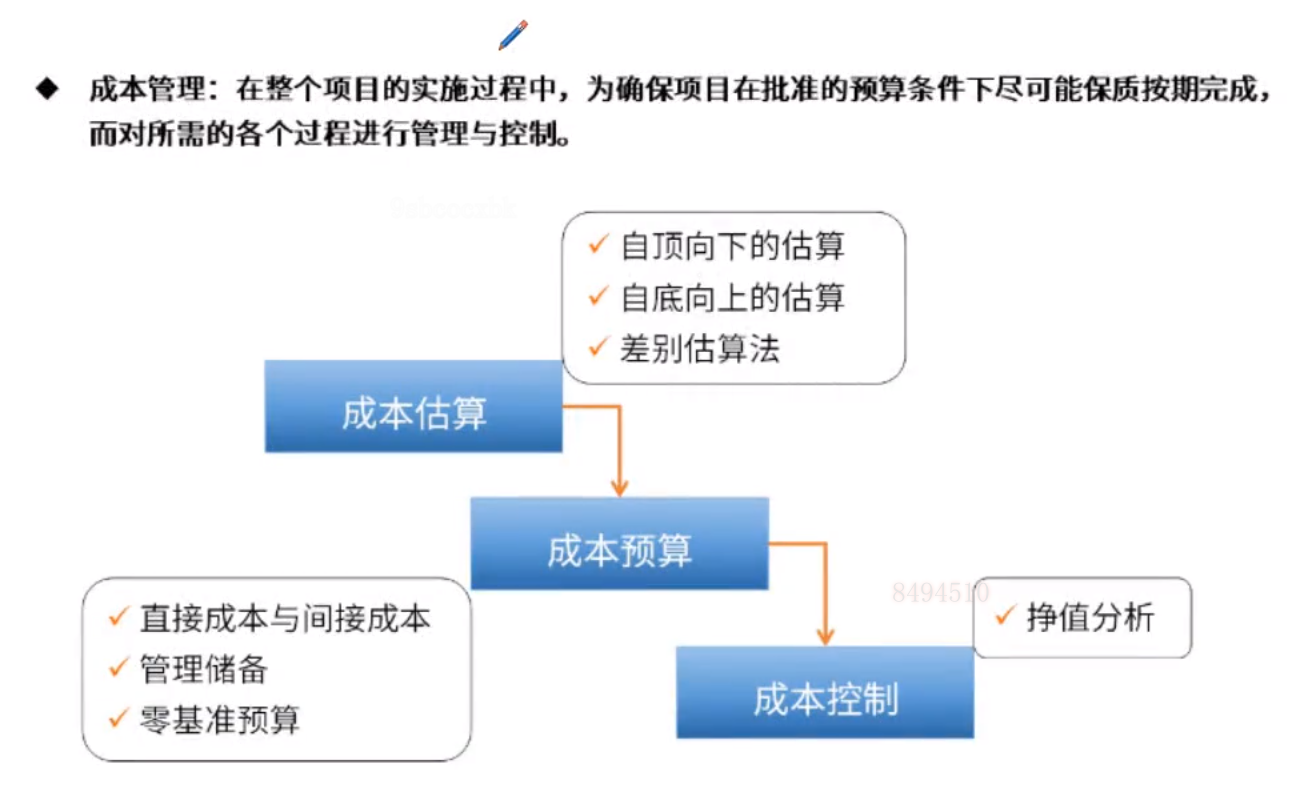 ◆ 成本管理：在整个项目的实施过程中，为确保项目在批准的预算条件下尽可能保质按期完成，
而对所需的各个过程进行管理与控制。
✓ 自顶向下的估算
✓ 自底向上的估算
✓ 差别估算法
成本估算
成本预算
✓ 直接成本与间接成本
✓ 管理储备
✓ 零基准预算
8494510
✓ 挣值分析
成本控制